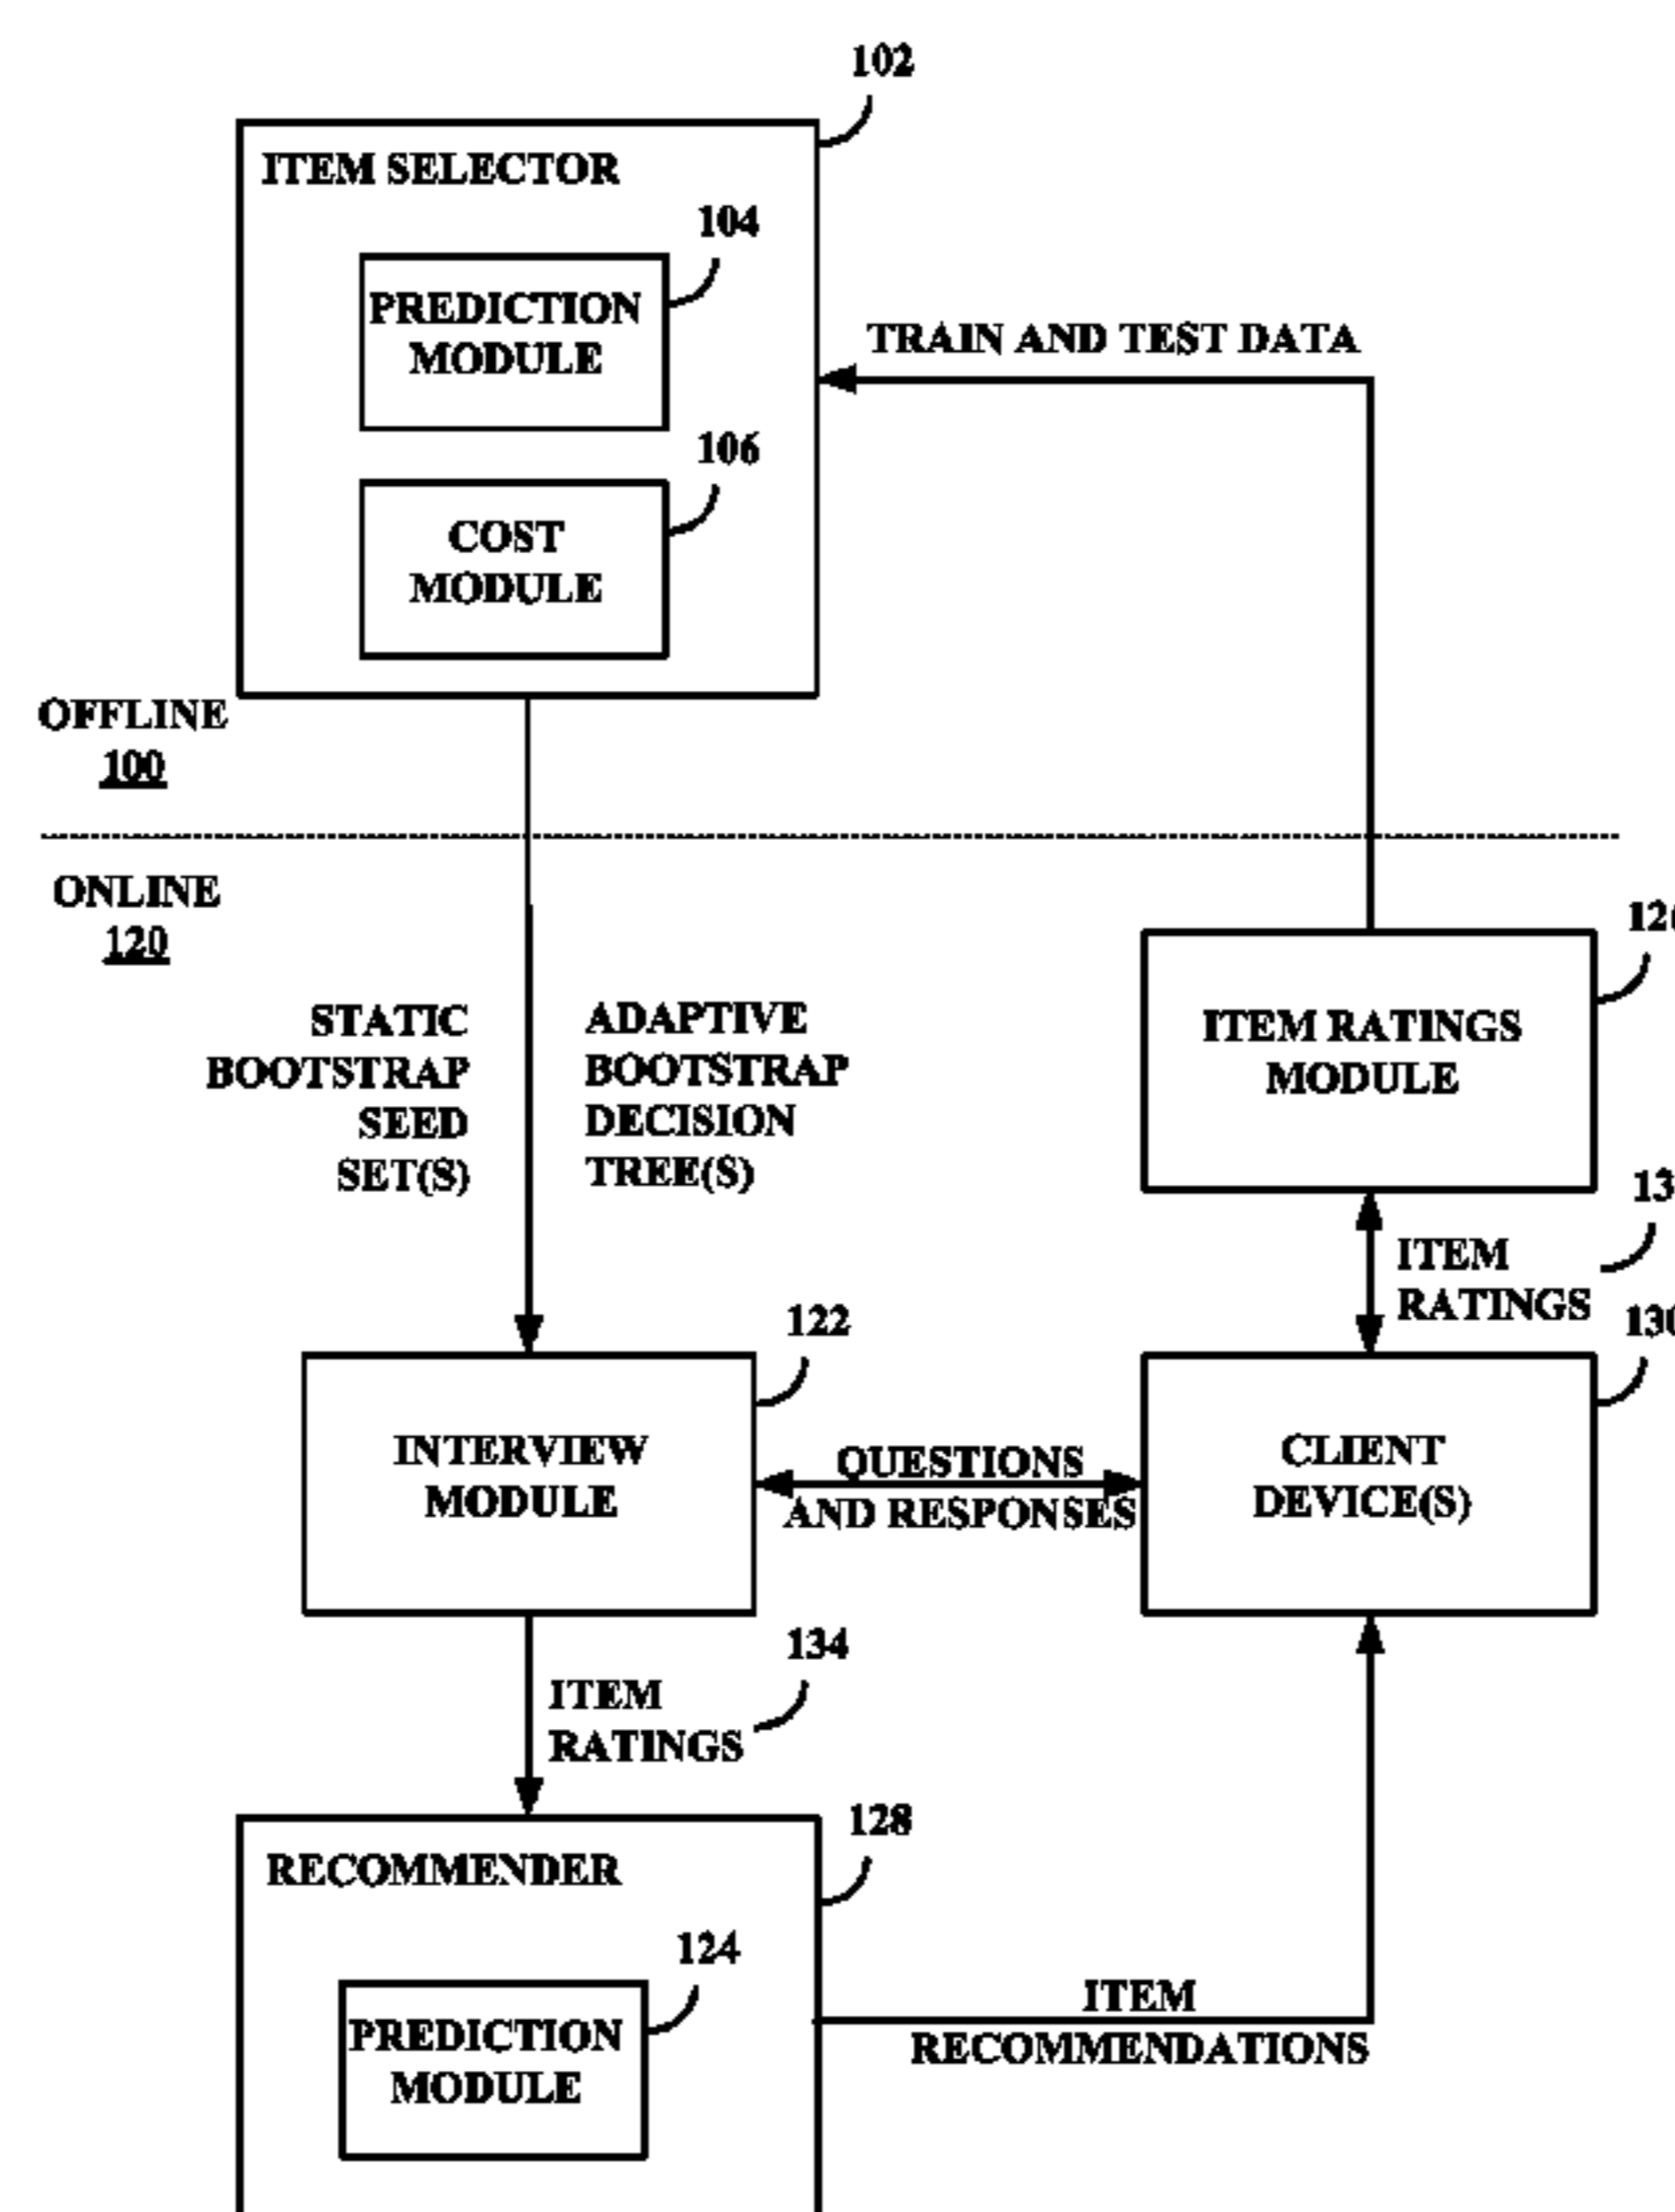 102
ITEM SELECTOR
104
PREDICTION
MODULE
TRAIN AND TEST DATA
106
COST
MODULE
OFFLINE
100
ONLINE
120
STATIC
BOOTSTRAP
SEED
SET(S)
ADAPTIVE
BOOTSTRAP
DECISION
TREE(S)
ITEM RATINGS
MODULE
ITEM
RATINGS
122
INTERVIEW
MODULE
QUESTIONS
AND RESPONSES
130
CLIENT
DEVICE(S)
134
ITEM
RATINGS
128
RECOMMENDER
124
PREDICTION
MODULE
ITEM
RECOMMENDATIONS